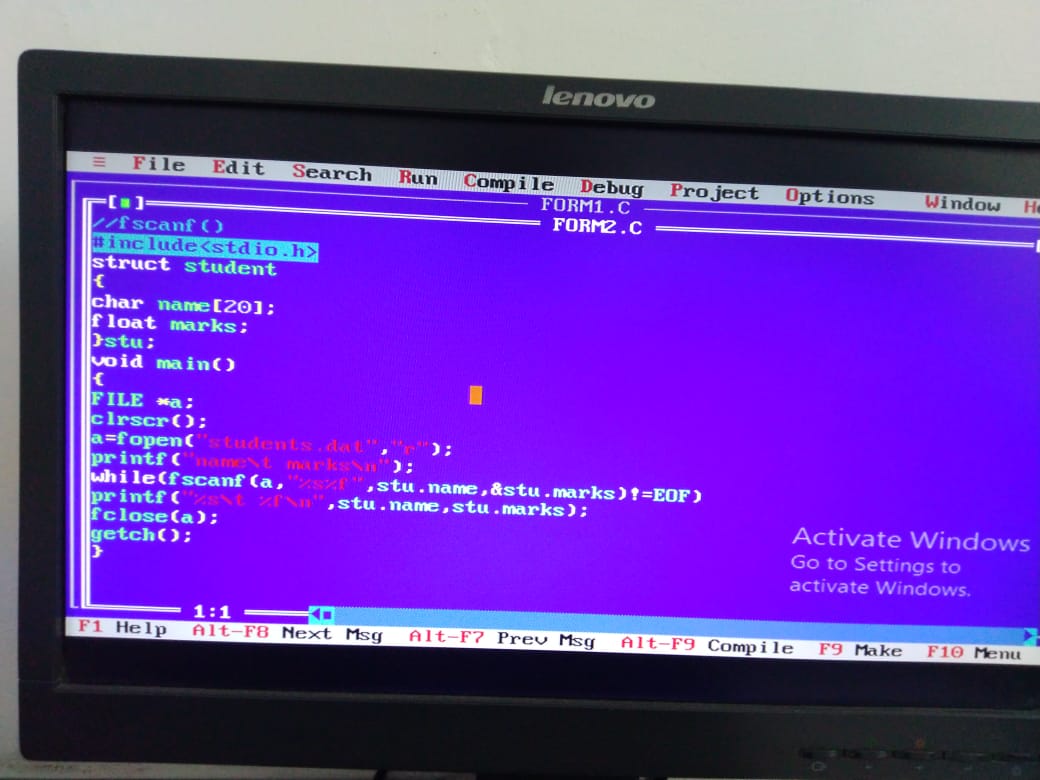 lenovo
≡ File Edit Search Run Compile Debug Project Options Window
FORM1.C
[■] FORM2.C
//fscanf()
#include<stdio.h>
struct student
{
char name[20];
float marks;
}stu;
void main()
{
FILE *a;
clrscr();
a=fopen("students.dat","r");
printf("name\t marks\n");
while(fscanf(a,"%s%f",stu.name,&stu.marks)!=EOF)
printf("%s\t %f\n",stu.name,stu.marks);
fclose(a);
getch();
}
Activate Windows
Go to Settings to
activate Windows.
1:1
F1 Help Alt-F8 Next Msg Alt-F7 Prev Msg Alt-F9 Compile F9 Make F10 Menu